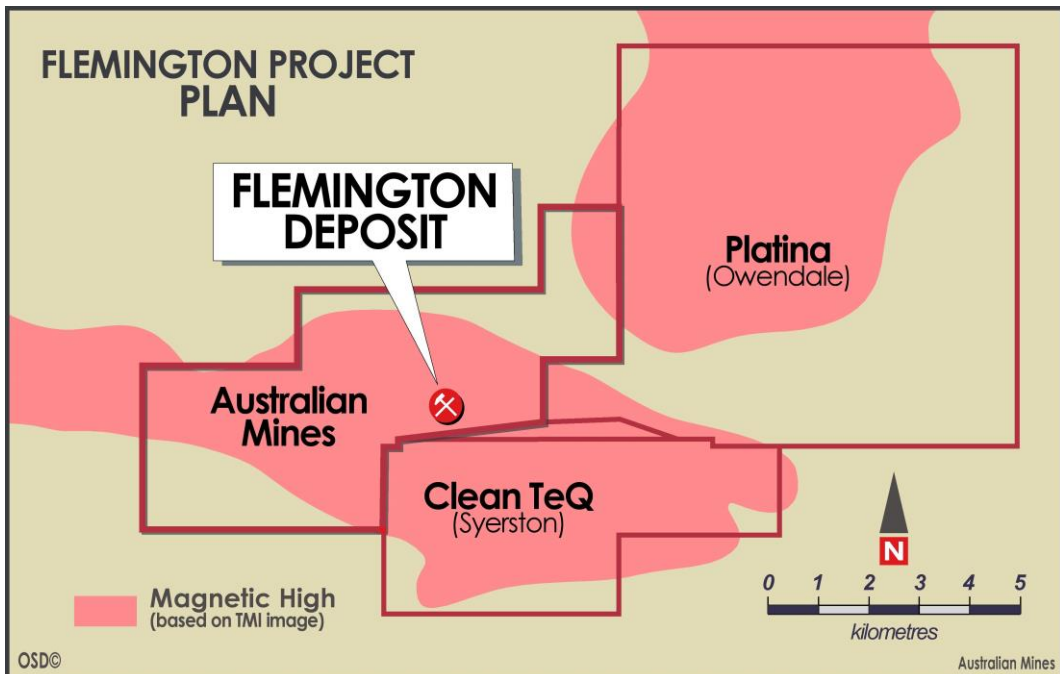 FLEMINGTON PROJECT
PLAN
FLEMINGTON
DEPOSIT
Platina
(Owendale)
Australian
Mines
Clean TeQ
(Syerston)
N
0 1 2 3 4 5
kilometres
Magnetic High
(based on TMI image)
OSD©
Australian Mines